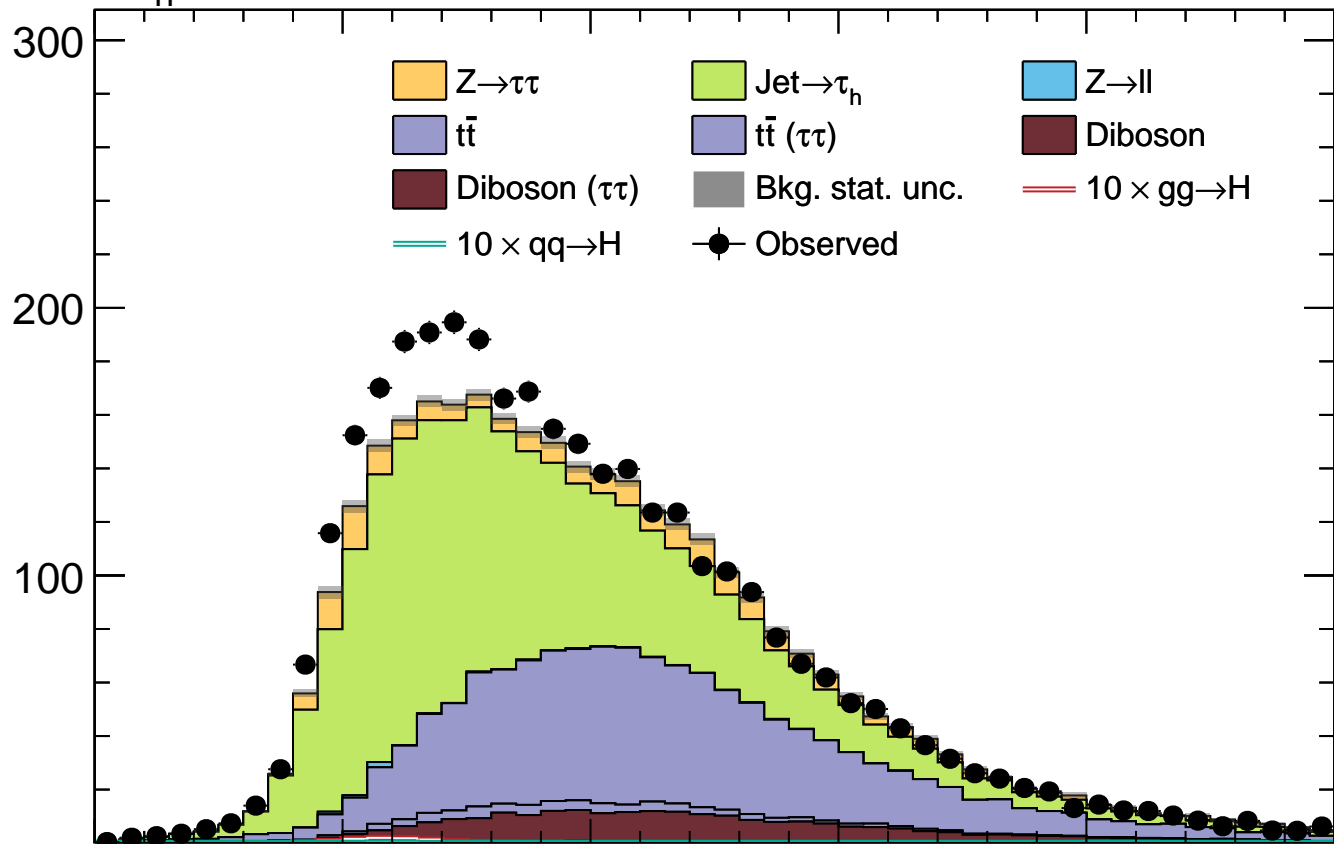 300
Z→ττ Jet→τh Z→ll
tt̄ tt̄ (ττ) Diboson
Diboson (ττ) Bkg. stat. unc. 10 × gg→H
10 × qq→H Observed
200
100